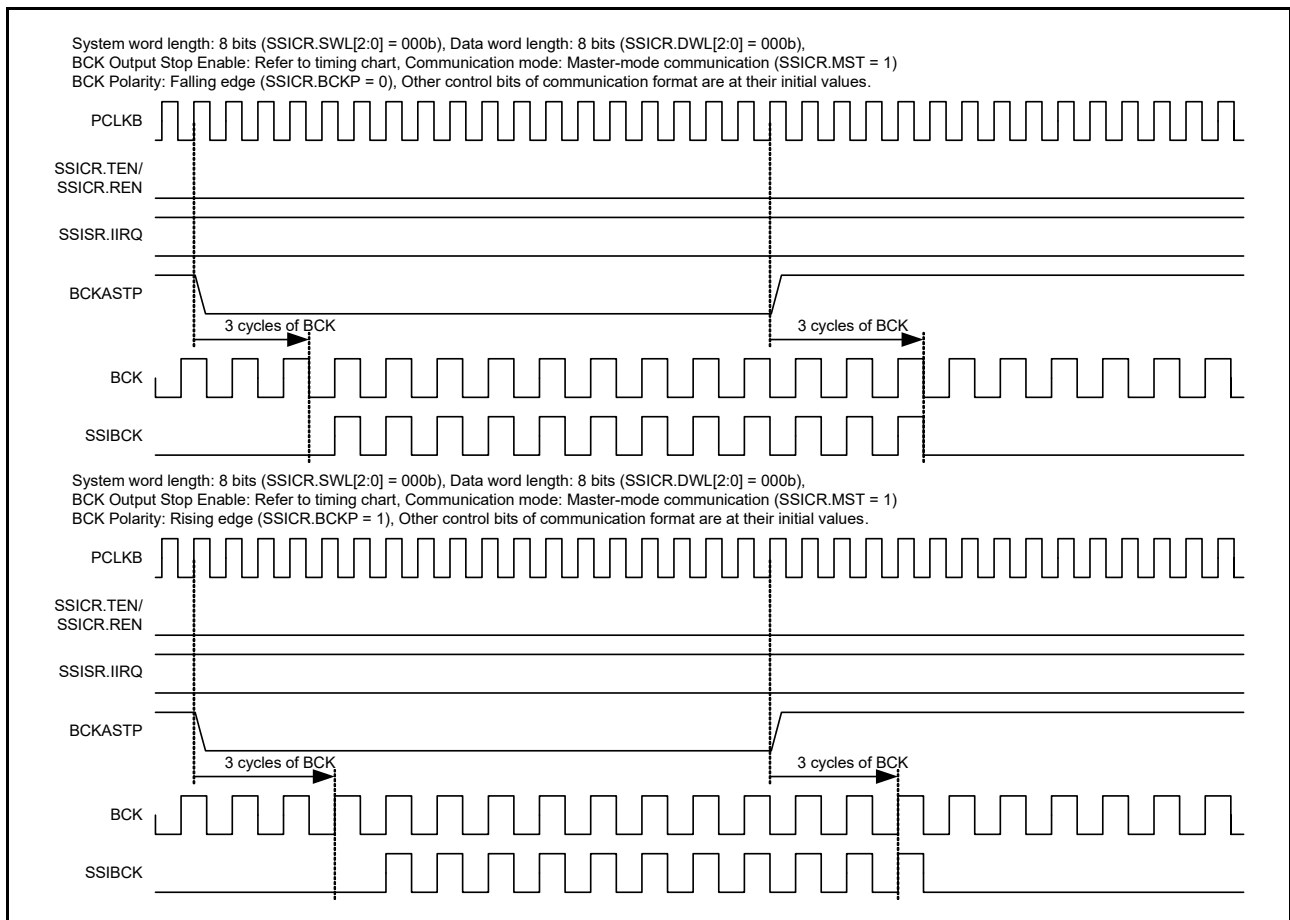 System word length: 8 bits (SSICR.SWL[2:0] = 000b), Data word length: 8 bits (SSICR.DWL[2:0] = 000b),
BCK Output Stop Enable: Refer to timing chart, Communication mode: Master-mode communication (SSICR.MST = 1)
BCK Polarity: Falling edge (SSICR.BCKP = 0), Other control bits of communication format are at their initial values.
PCLKB
SSICR.TEN/
SSICR.REN
SSISR.IIRQ
BCKASTP
3 cycles of BCK
3 cycles of BCK
BCK
SSIBCK
System word length: 8 bits (SSICR.SWL[2:0] = 000b), Data word length: 8 bits (SSICR.DWL[2:0] = 000b),
BCK Output Stop Enable: Refer to timing chart, Communication mode: Master-mode communication (SSICR.MST = 1)
BCK Polarity: Rising edge (SSICR.BCKP = 1), Other control bits of communication format are at their initial values.
PCLKB
SSICR.TEN/
SSICR.REN
SSISR.IIRQ
BCKASTP
3 cycles of BCK
3 cycles of BCK
BCK
SSIBCK